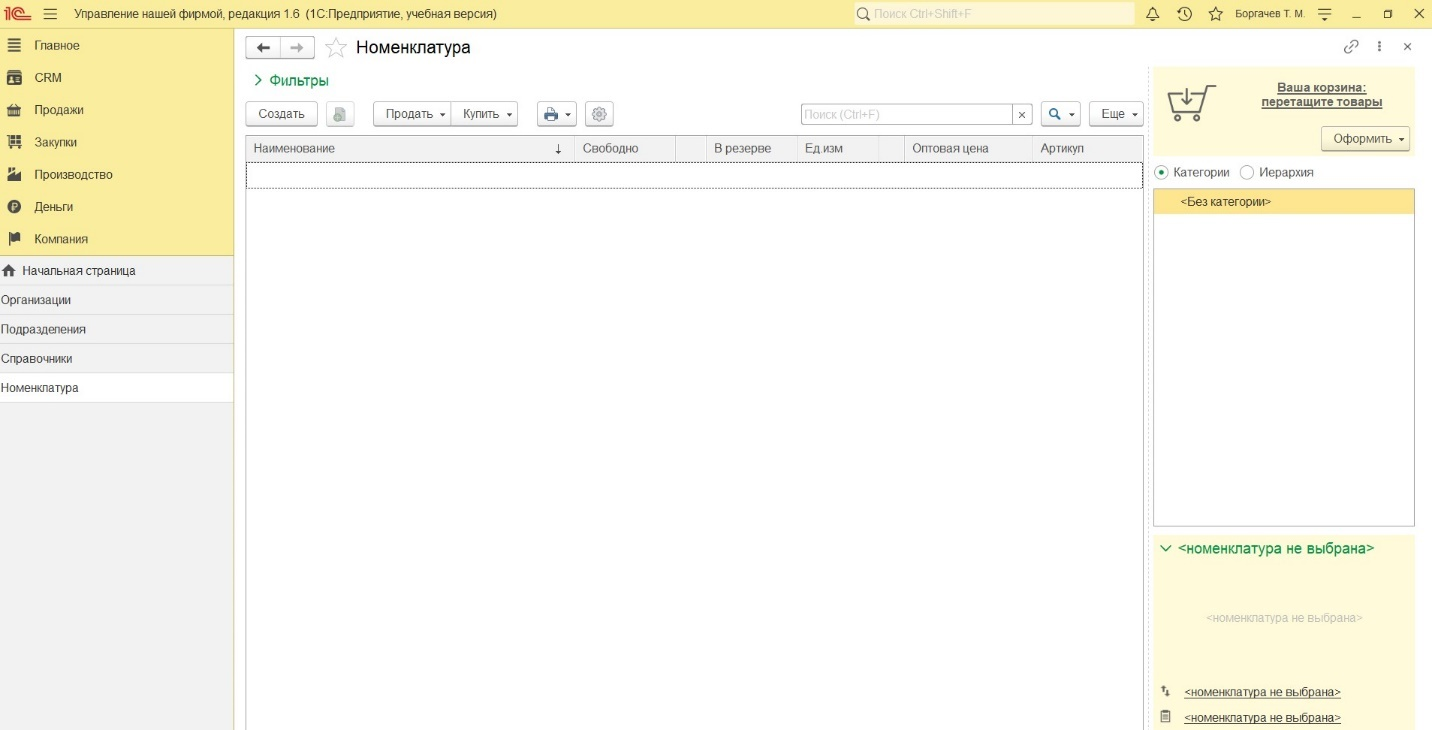 1С Управление нашей фирмой, редакция 1.6 (1С:Предприятие, учебная версия) Поиск Ctrl+Shift+F Боргачев Т. М.
Главное
CRM
Продажи
Закупки
Производство
Деньги
Компания
Начальная страница
Организации
Подразделения
Справочники
Номенклатура
Номенклатура
Фильтры
Создать Продать Купить Поиск (Ctrl+F) Еще
Наименование Свободно В резерве Ед.изм Оптовая цена Артикул
Ваша корзина:
перетащите товары
Оформить
Категории Иерархия
<Без категории>
<номенклатура не выбрана>
<номенклатура не выбрана>
<номенклатура не выбрана>
<номенклатура не выбрана>